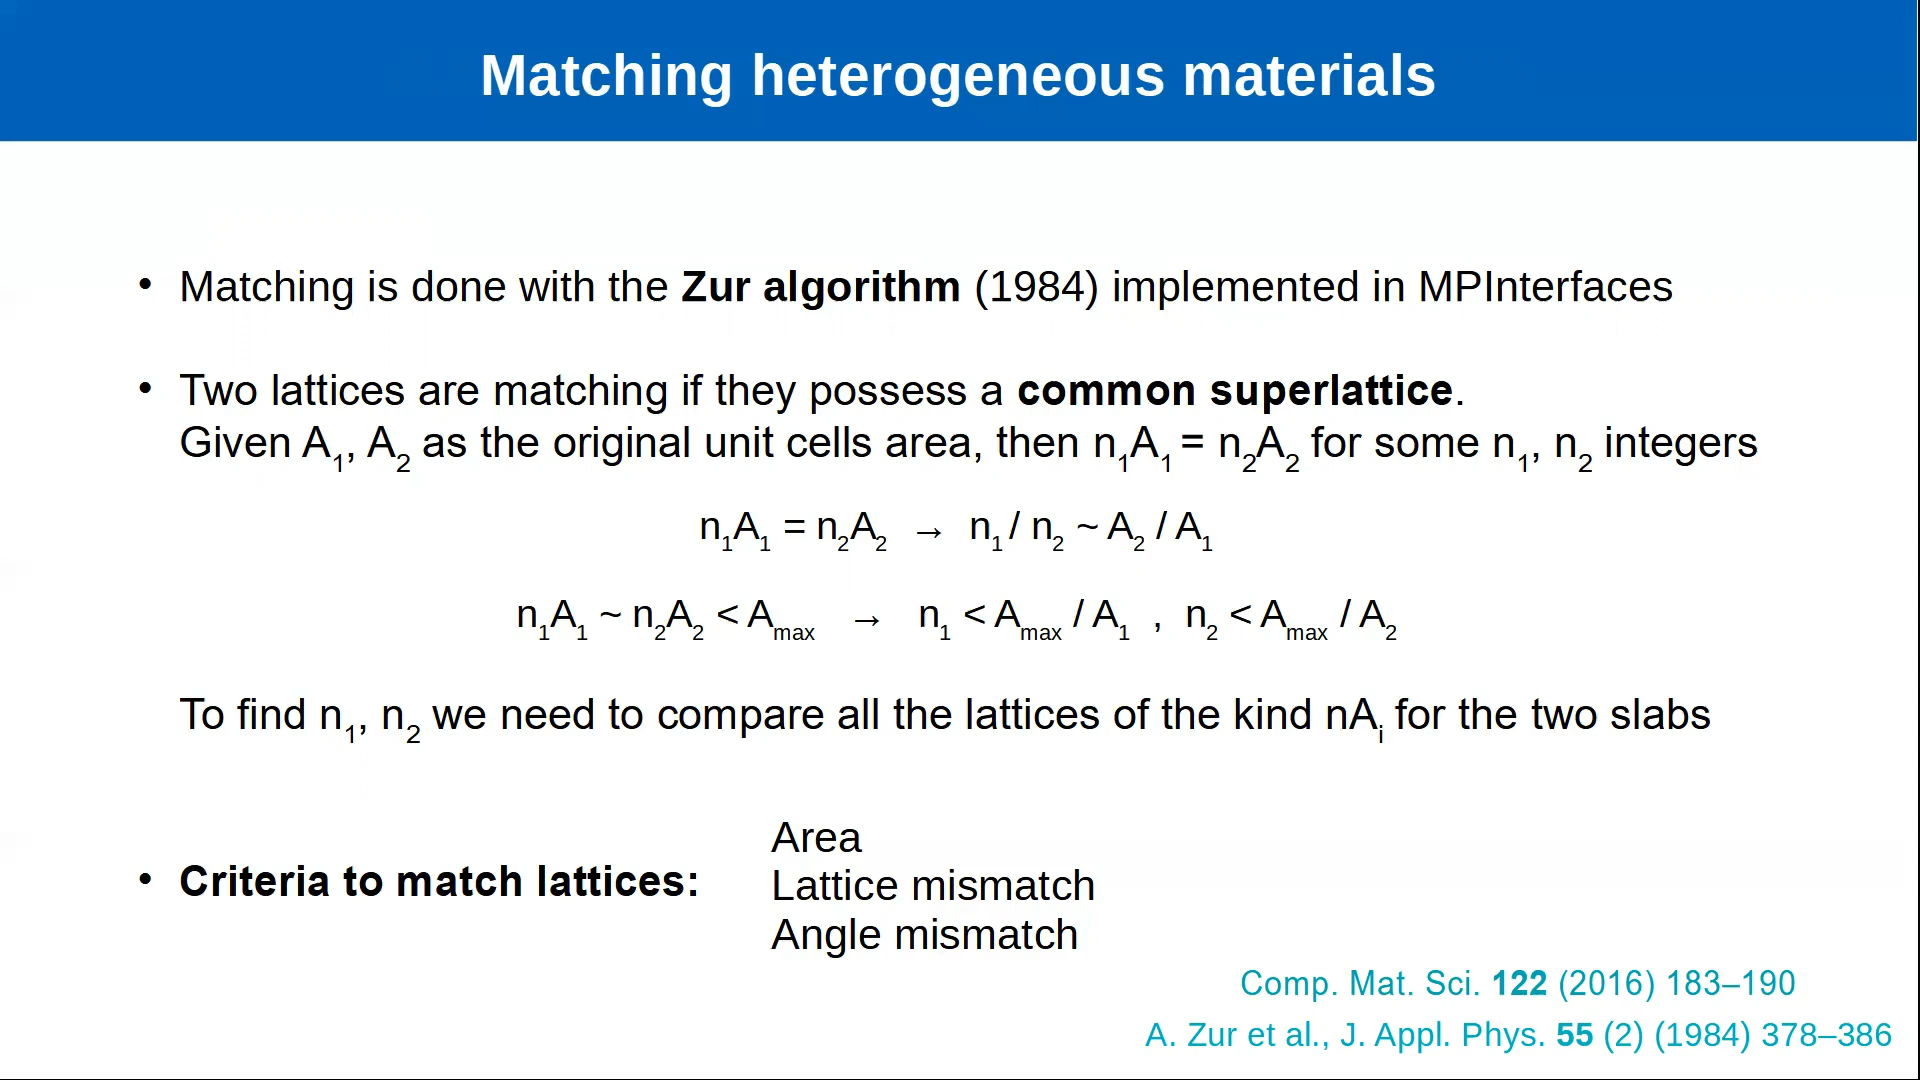 Matching heterogeneous materials
• Matching is done with the Zur algorithm (1984) implemented in MPInterfaces
• Two lattices are matching if they possess a common superlattice.
Given A₁, A₂ as the original unit cells area, then n₁A₁ = n₂A₂ for some n₁, n₂ integers
n₁A₁ = n₂A₂ → n₁ / n₂ ~ A₂ / A₁
n₁A₁ ~ n₂A₂ < Aₘₐₓ → n₁ < Aₘₐₓ / A₁ , n₂ < Aₘₐₓ / A₂
To find n₁, n₂ we need to compare all the lattices of the kind nAᵢ for the two slabs
• Criteria to match lattices:
Area
Lattice mismatch
Angle mismatch
Comp. Mat. Sci. 122 (2016) 183–190
A. Zur et al., J. Appl. Phys. 55 (2) (1984) 378–386